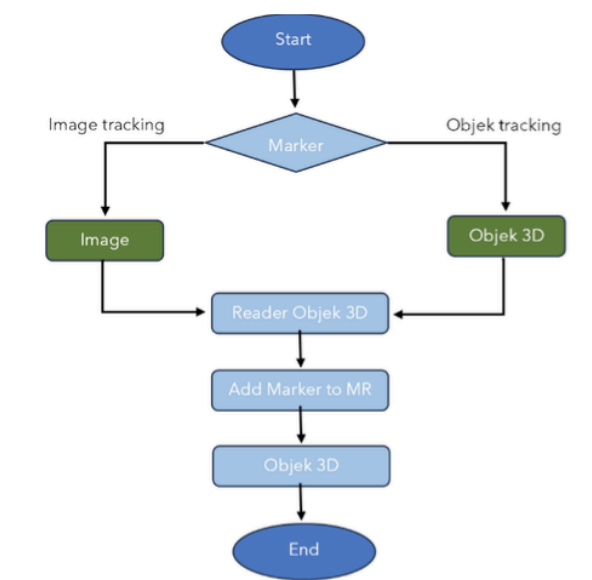 Start
Image tracking
Objek tracking
Marker
Image
Objek 3D
Reader Objek 3D
Add Marker to MR
Objek 3D
End